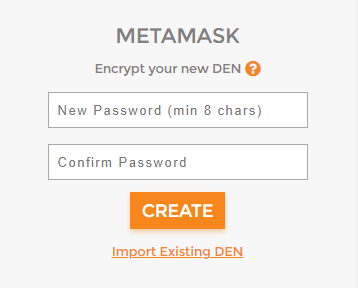 METAMASK
Encrypt your new DEN ?
New Password (min 8 chars)
Confirm Password
CREATE
Import Existing DEN